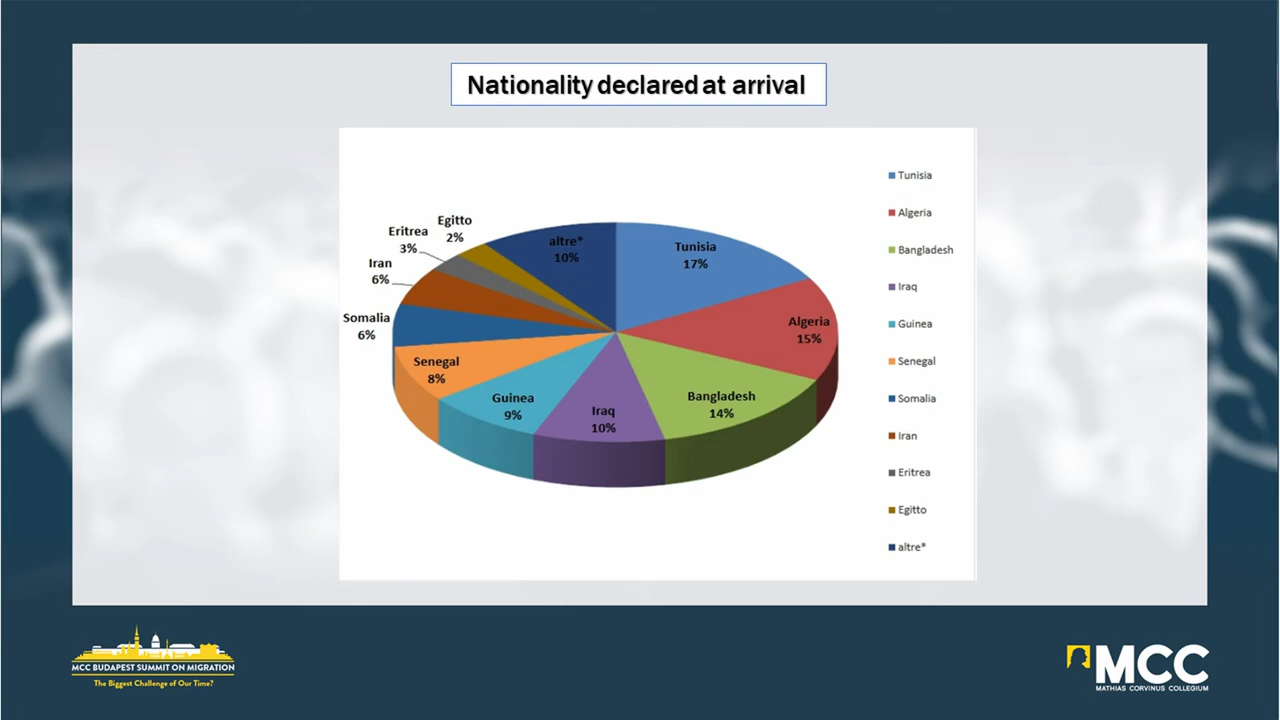 Nationality declared at arrival
Tunisia
17%
Algeria
15%
Bangladesh
14%
Iraq
10%
Guinea
9%
Senegal
8%
Somalia
6%
Iran
6%
Eritrea
3%
Egitto
2%
altre*
10%
Tunisia
Algeria
Bangladesh
Iraq
Guinea
Senegal
Somalia
Iran
Eritrea
Egitto
altre*
MCC BUDAPEST SUMMIT ON MIGRATION
The Biggest Challenge of Our Time?
MCC
MATHIAS CORVINUS COLLEGIUM